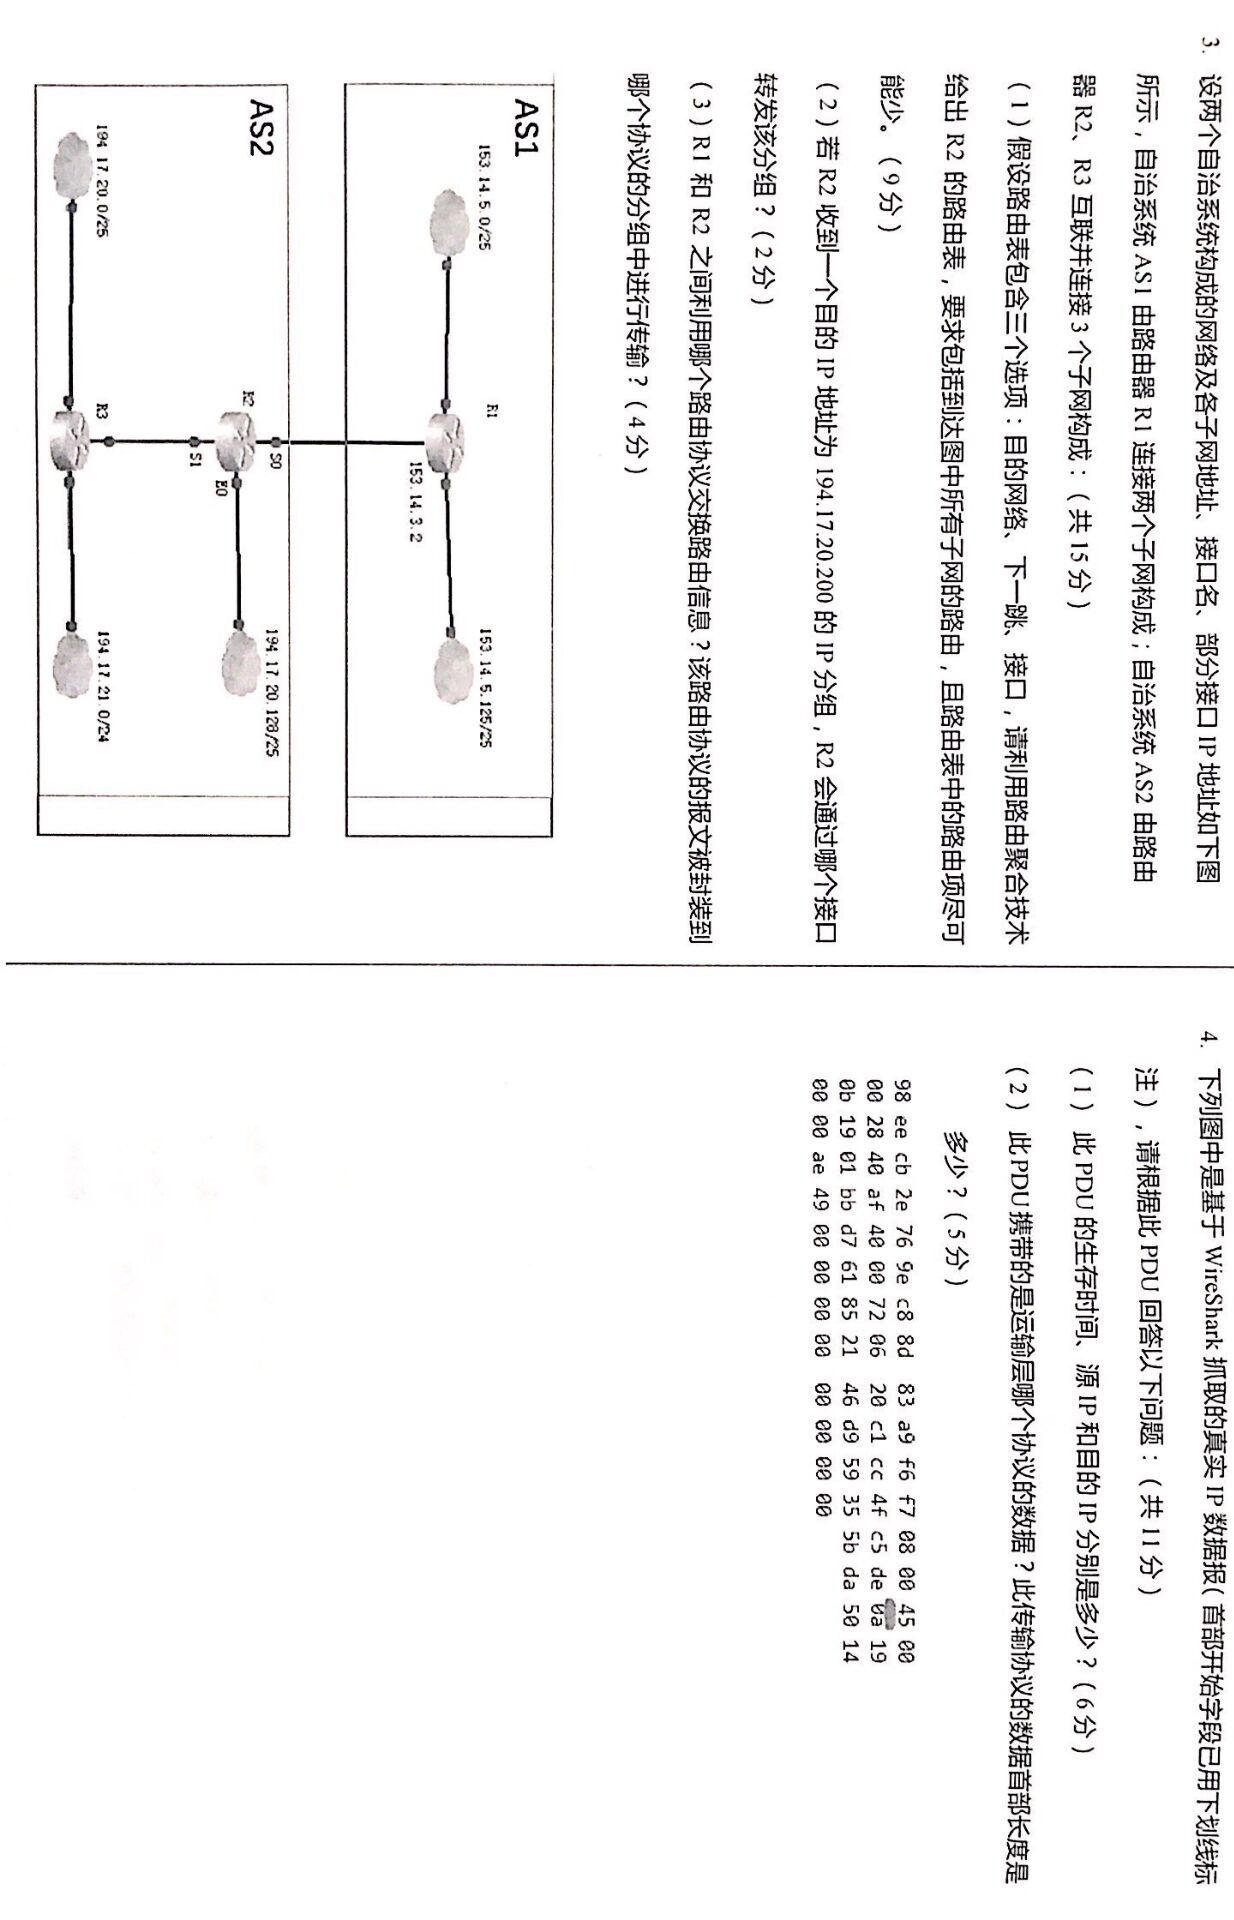 3. 设两个自治系统构成的网络及各子网地址、接口名、部分接口 IP 地址如下图
所示，自治系统 AS1 由路由器 R1 连接两个子网构成；自治系统 AS2 由路由
器 R2、R3 互联并连接 3 个子网构成：（共 15 分）
（1）假设路由表包含三个选项：目的网络、下一跳、接口，请利用路由聚合技术
给出 R2 的路由表，要求包括到达图中所有子网的路由，且路由表中的路由项尽可
能少。（9 分）
（2）若 R2 收到一个目的 IP 地址为 194.17.20.200 的 IP 分组，R2 会通过哪个接口
转发该分组？（2 分）
（3）R1 和 R2 之间利用哪个路由协议交换路由信息？该路由协议的报文被封装到
哪个协议的分组中进行传输？（4 分）
AS1
153.14.5.0/25
R1
153.14.5.125/25
153.14.3.2
AS2
S0
194.17.20.128/25
R2
E0
S1
194 17.20.0/25
R3
194.17.21.0/24
4. 下列图中是基于 WireShark 抓取的真实 IP 数据报（首部开始字段已用下划线标
注），请根据此 PDU 回答以下问题：（共 11 分）
（1） 此 PDU 的生存时间、源 IP 和目的 IP 分别是多少？（6 分）
（2） 此 PDU 携带的是运输层哪个协议的数据？此传输协议的数据首部长度是
多少？（5 分）
98 ee cb 2e 76 9e c8 8d 83 a9 f6 f7 08 00 45 00
00 28 40 af 40 00 72 06 20 c1 cc 4f c5 de 0a 19
0b 19 01 bb d7 61 85 21 46 d9 59 35 5b da 50 14
00 00 ae 49 00 00 00 00 00 00 00 00